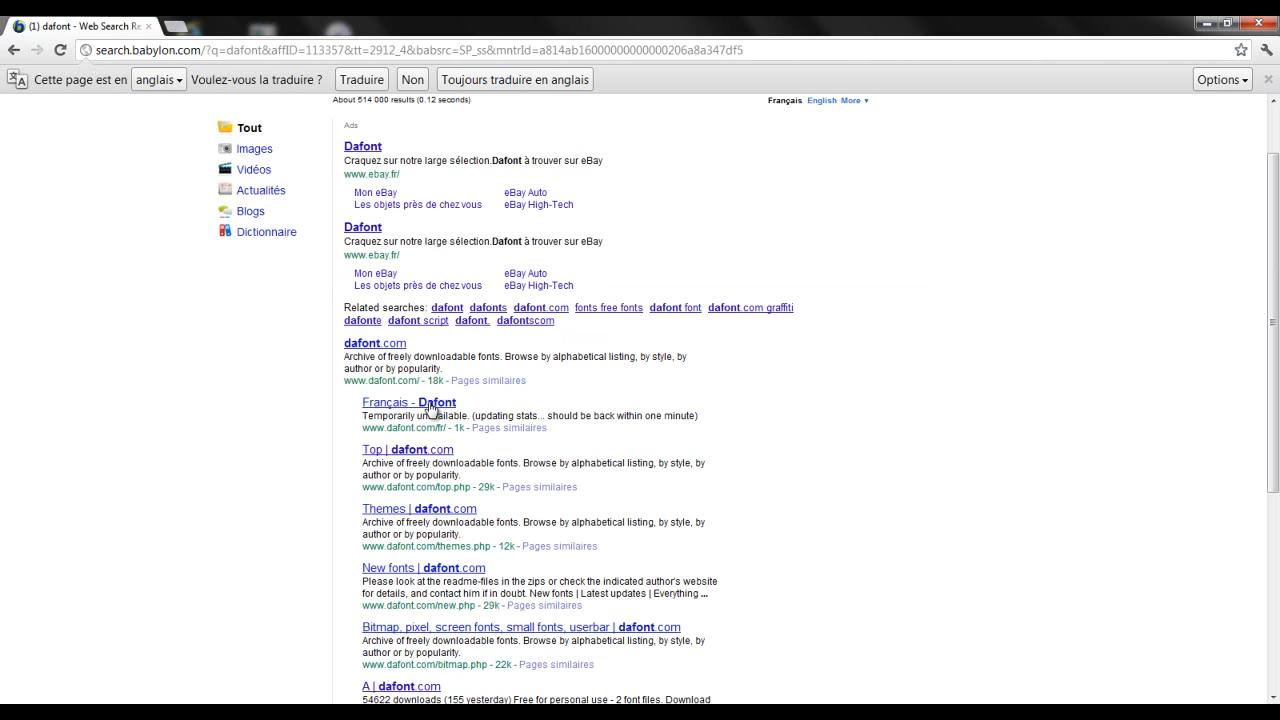 (1) dafont - Web Search Re
search.babylon.com/?q=dafont&affID=113357&tt=2912_4&babsrc=SP_ss&mntrId=a814ab16000000000000206a8a347df5
Cette page est en anglais Voulez-vous la traduire ? Traduire Non Toujours traduire en anglais Options
About 514 000 results (0.12 seconds) Français English More
Tout
Images
Vidéos
Actualités
Blogs
Dictionnaire
Ads
Dafont
Craquez sur notre large sélection.Dafont à trouver sur eBay
www.ebay.fr/
Mon eBay eBay Auto
Les objets près de chez vous eBay High-Tech
Dafont
Craquez sur notre large sélection.Dafont à trouver sur eBay
www.ebay.fr/
Mon eBay eBay Auto
Les objets près de chez vous eBay High-Tech
Related searches: dafont dafonts dafont.com fonts free fonts dafont font dafont.com graffiti
dafonte dafont script dafont. dafontscom
dafont.com
Archive of freely downloadable fonts. Browse by alphabetical listing, by style, by
author or by popularity.
www.dafont.com/ - 18k - Pages similaires
Français - Dafont
Temporarily unavailable. (updating stats... should be back within one minute)
www.dafont.com/fr/ - 1k - Pages similaires
Top | dafont.com
Archive of freely downloadable fonts. Browse by alphabetical listing, by style, by
author or by popularity.
www.dafont.com/top.php - 29k - Pages similaires
Themes | dafont.com
Archive of freely downloadable fonts. Browse by alphabetical listing, by style, by
author or by popularity.
www.dafont.com/themes.php - 12k - Pages similaires
New fonts | dafont.com
Please look at the readme-files in the zips or check the indicated author's website
for details, and contact him if in doubt. New fonts | Latest updates | Everything ...
www.dafont.com/new.php - 29k - Pages similaires
Bitmap, pixel, screen fonts, small fonts, userbar | dafont.com
Archive of freely downloadable fonts. Browse by alphabetical listing, by style, by
author or by popularity.
www.dafont.com/bitmap.php - 22k - Pages similaires
A | dafont.com
54622 downloads (155 yesterday) Free for personal use - 2 font files. Download